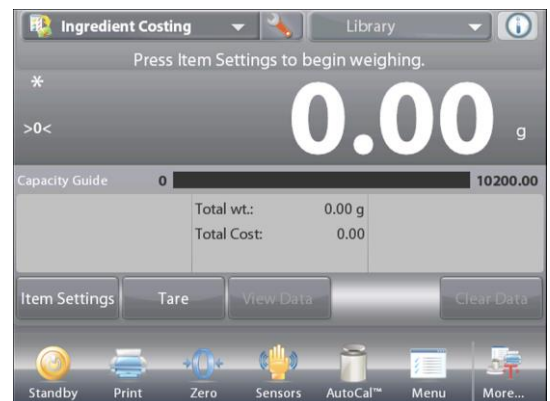 Ingredient Costing Library
Press Item Settings to begin weighing.
*
>0<
0.00 g
Capacity Guide 0 10200.00
Total wt.: 0.00 g
Total Cost: 0.00
Item Settings Tare View Data Clear Data
Standby Print Zero Sensors AutoCal™ Menu More...